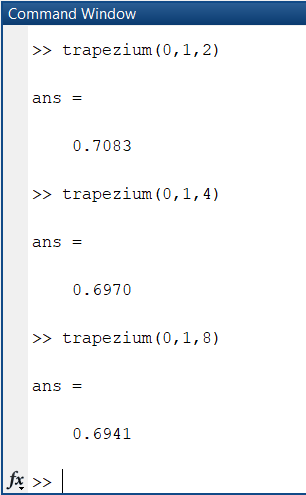 Command Window
>> trapezium(0,1,2)
ans =
0.7083
>> trapezium(0,1,4)
ans =
0.6970
>> trapezium(0,1,8)
ans =
0.6941
fx >>